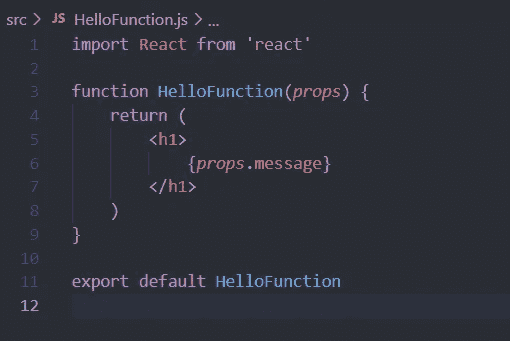 src > JS HelloFunction.js > ...
1 import React from 'react'
2
3 function HelloFunction(props) {
4     return (
5         <h1>
6             {props.message}
7         </h1>
8     )
9 }
10
11 export default HelloFunction
12